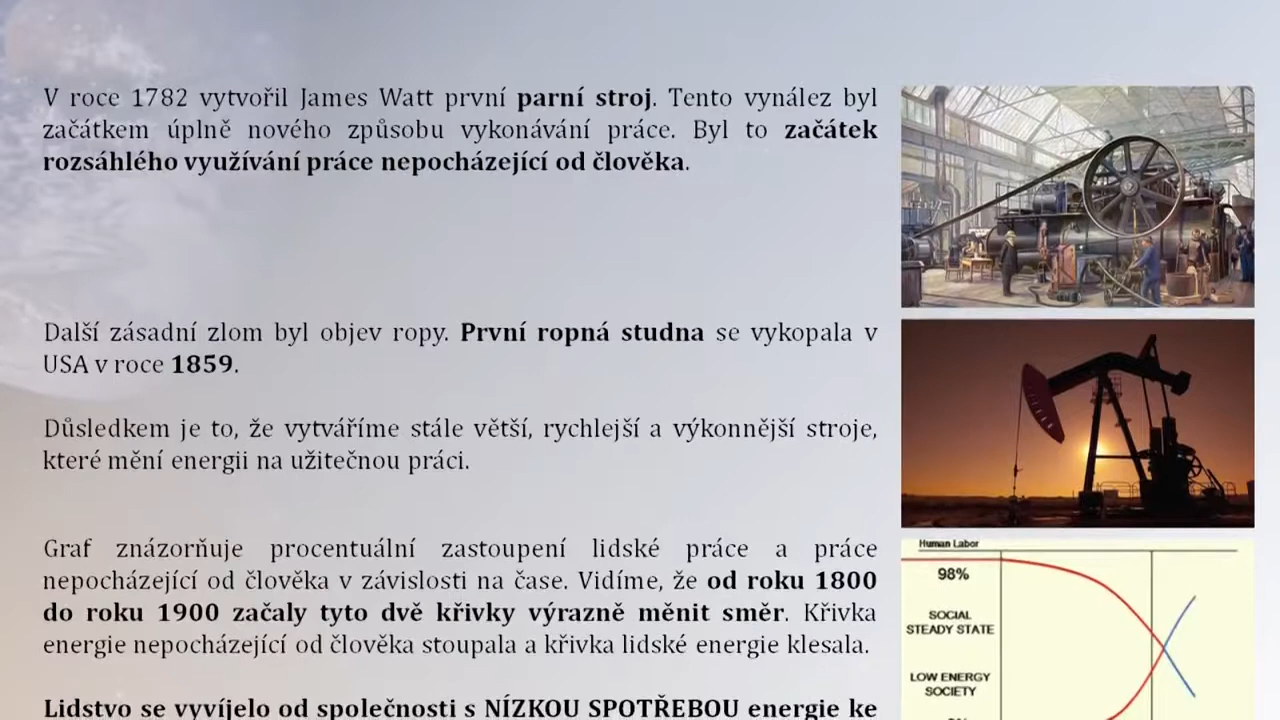 V roce 1782 vytvořil James Watt první parní stroj. Tento vynález byl
začátkem úplně nového způsobu vykonávání práce. Byl to začátek
rozsáhlého využívání práce nepocházející od člověka.
Další zásadní zlom byl objev ropy. První ropná studna se vykopala v
USA v roce 1859.
Důsledkem je to, že vytváříme stále větší, rychlejší a výkonnější stroje,
které mění energii na užitečnou práci.
Graf znázorňuje procentuální zastoupení lidské práce a práce
nepocházející od člověka v závislosti na čase. Vidíme, že od roku 1800
do roku 1900 začaly tyto dvě křivky výrazně měnit směr. Křivka
energie nepocházející od člověka stoupala a křivka lidské energie klesala.
Lidstvo se vyvíjelo od společnosti s NÍZKOU SPOTŘEBOU energie ke
Human Labor
98%
SOCIAL
STEADY STATE
LOW ENERGY
SOCIETY